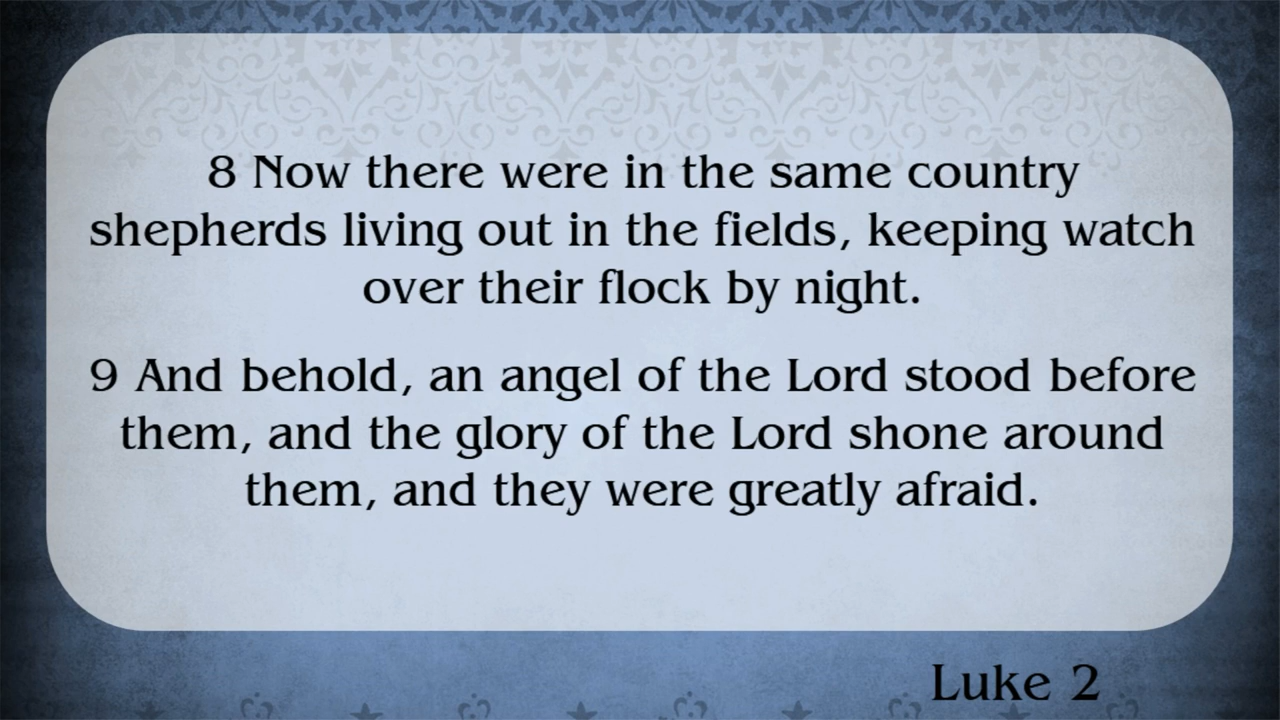 8 Now there were in the same country
shepherds living out in the fields, keeping watch
over their flock by night.
9 And behold, an angel of the Lord stood before
them, and the glory of the Lord shone around
them, and they were greatly afraid.
Luke 2